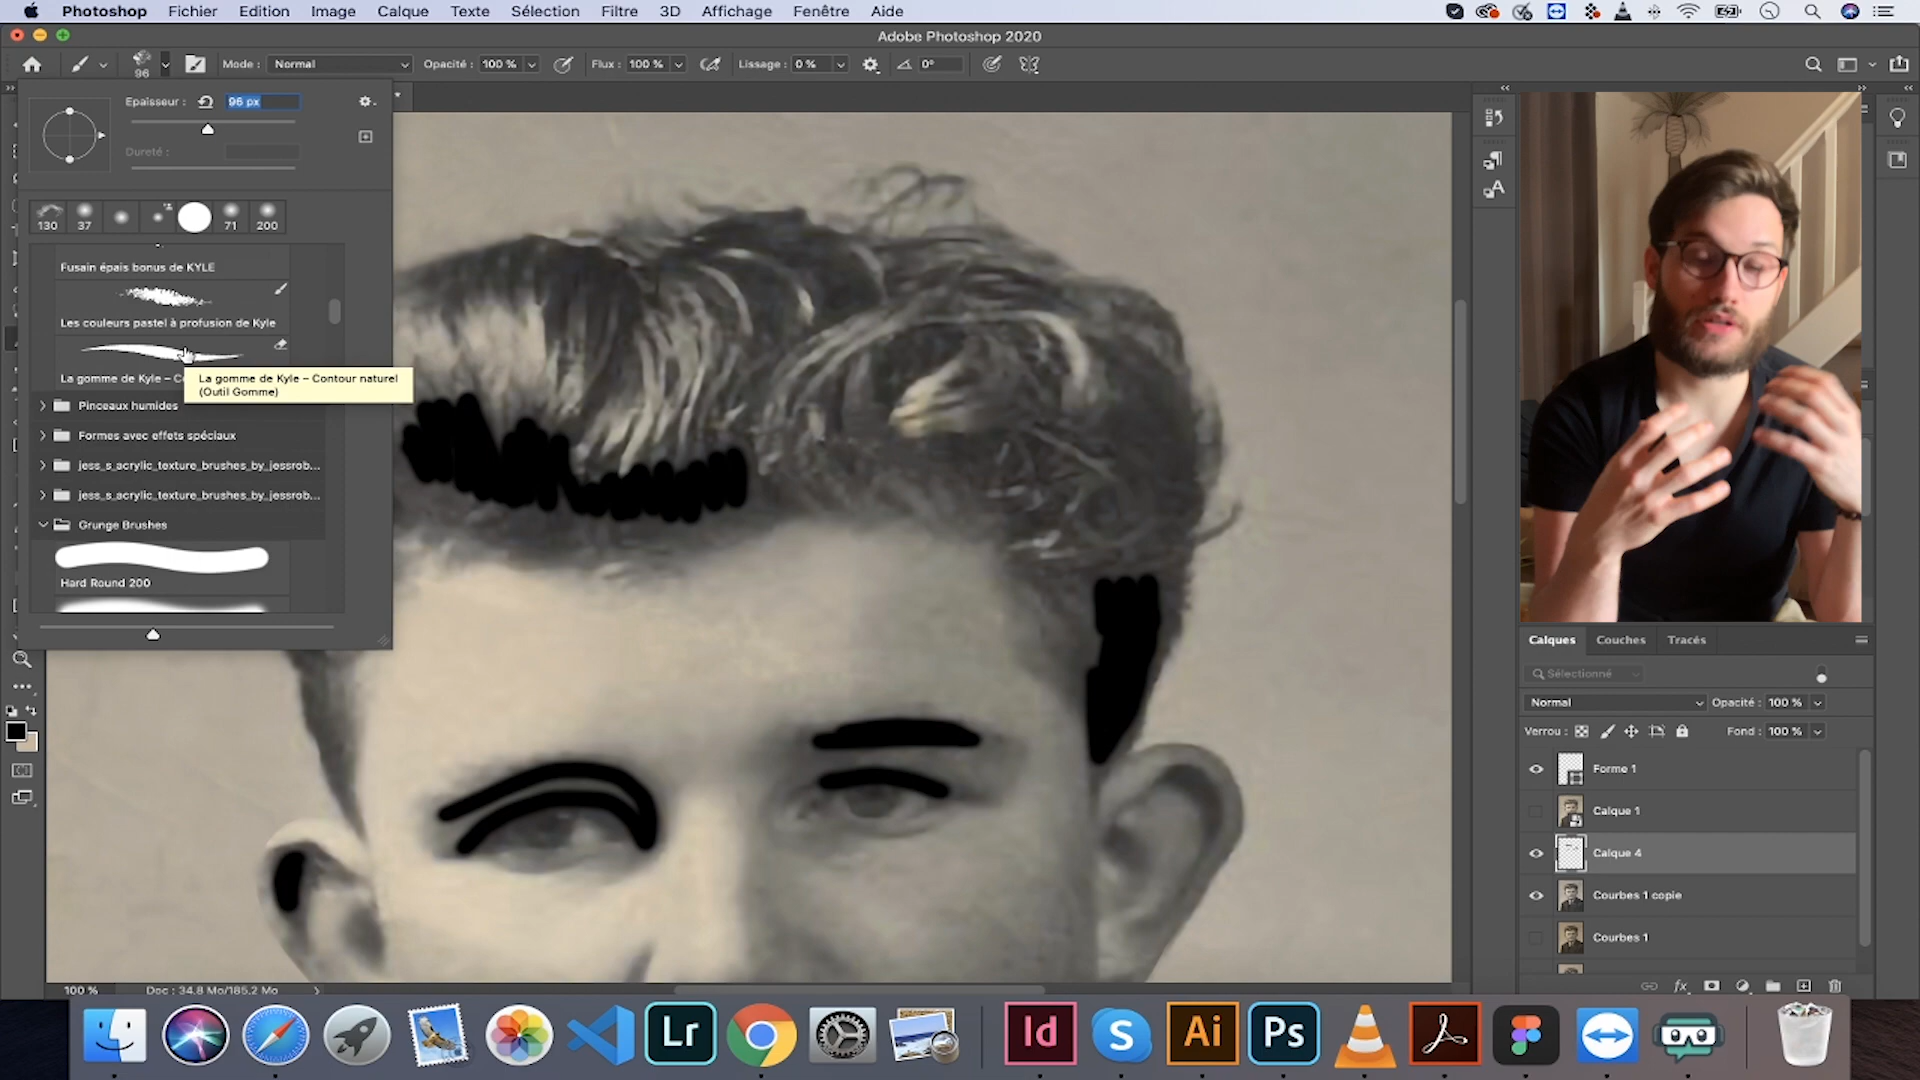 Photoshop Fichier Edition Image Calque Texte Sélection Filtre 3D Affichage Fenêtre Aide
Adobe Photoshop 2020
96 Mode : Normal Opacité : 100 % Flux : 100 % Lissage : 0 % 0°
Epaisseur : 96 px
Dureté :
130 37 71 200
Fusain épais bonus de KYLE
Les couleurs pastel à profusion de Kyle
La gomme de Kyle – Co
La gomme de Kyle – Contour naturel
(Outil Gomme)
Pinceaux humides
Formes avec effets spéciaux
jess_s_acrylic_texture_brushes_by_jessrob...
jess_s_acrylic_texture_brushes_by_jessrob...
Grunge Brushes
Hard Round 200
Calques Couches Tracés
Sélectionné
Normal Opacité : 100 %
Verrou : Fond : 100 %
Forme 1
Calque 1
Calque 4
Courbes 1 copie
Courbes 1
fx
100 % Doc : 34.8 Mo/185.2 Mo
Lr Id S Ai Ps